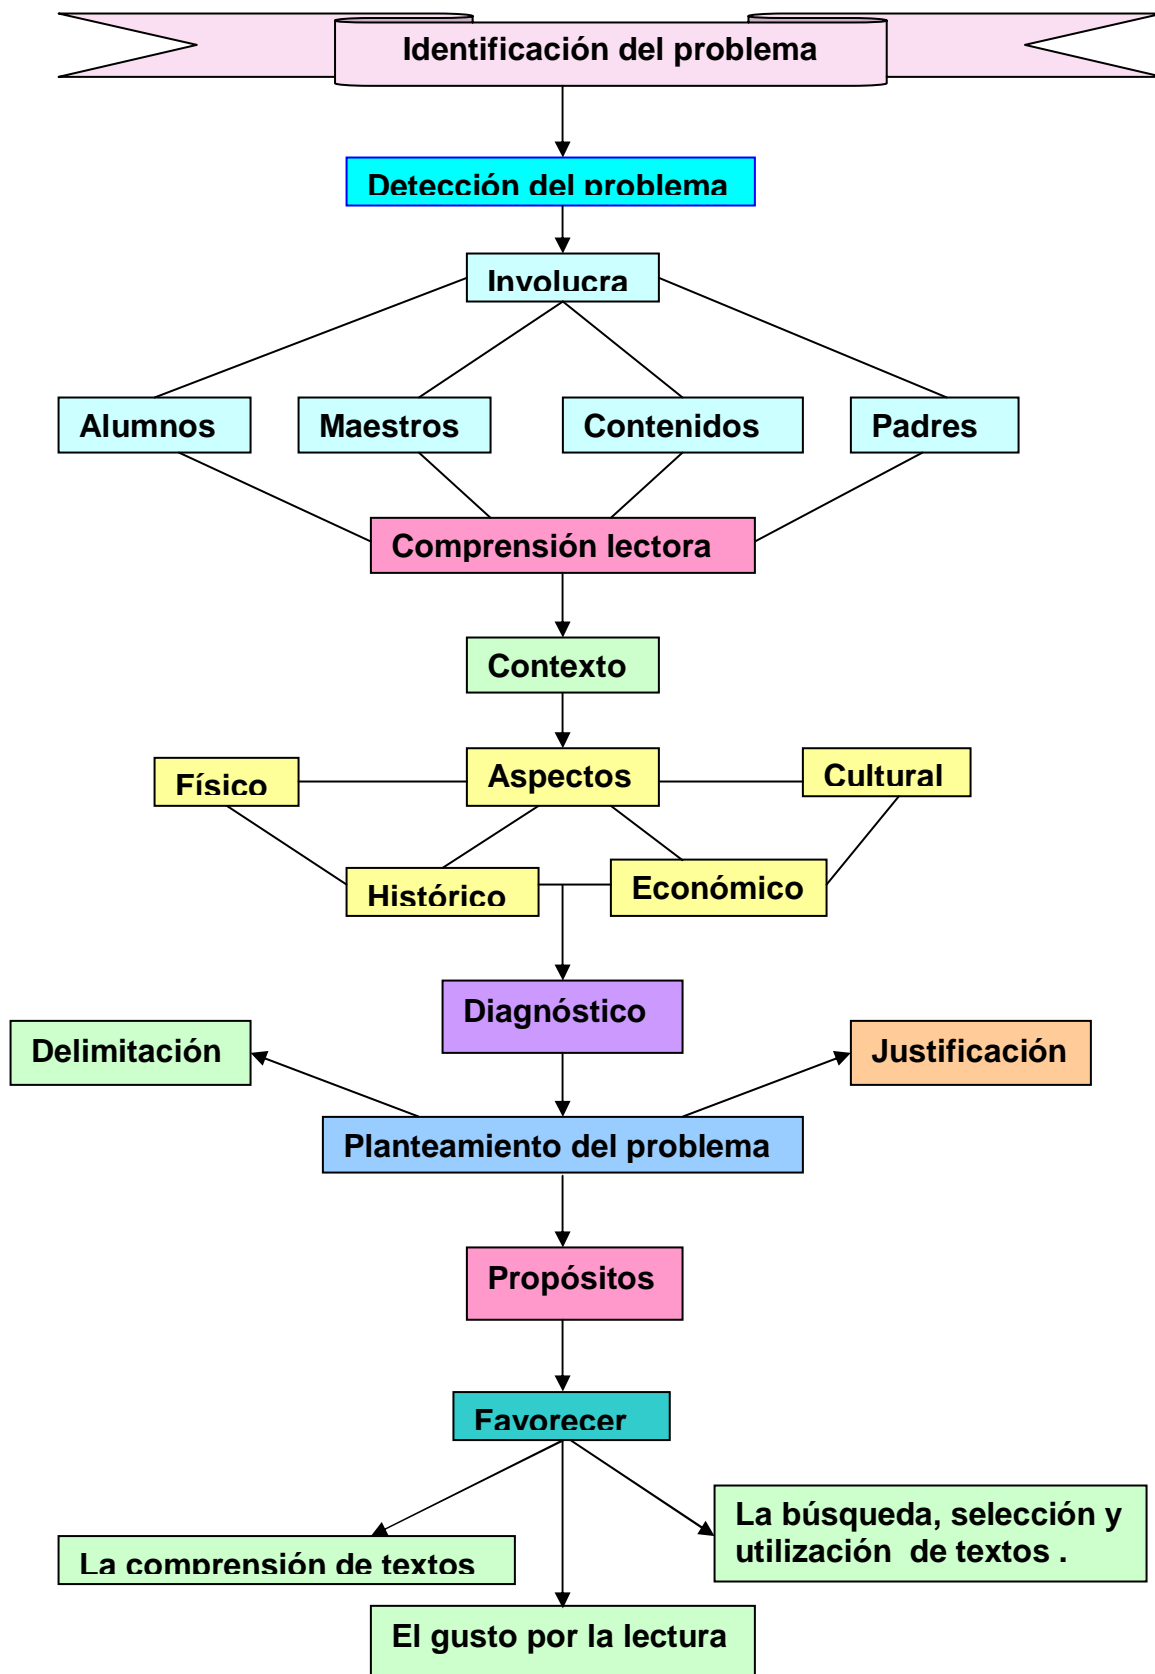 Identificación del problema
Detección del problema
Involucra
Alumnos
Maestros
Contenidos
Padres
Comprensión lectora
Contexto
Físico
Aspectos
Cultural
Histórico
Económico
Diagnóstico
Delimitación
Justificación
Planteamiento del problema
Propósitos
Favorecer
La búsqueda, selección y
utilización  de textos .
La comprensión de textos
El gusto por la lectura